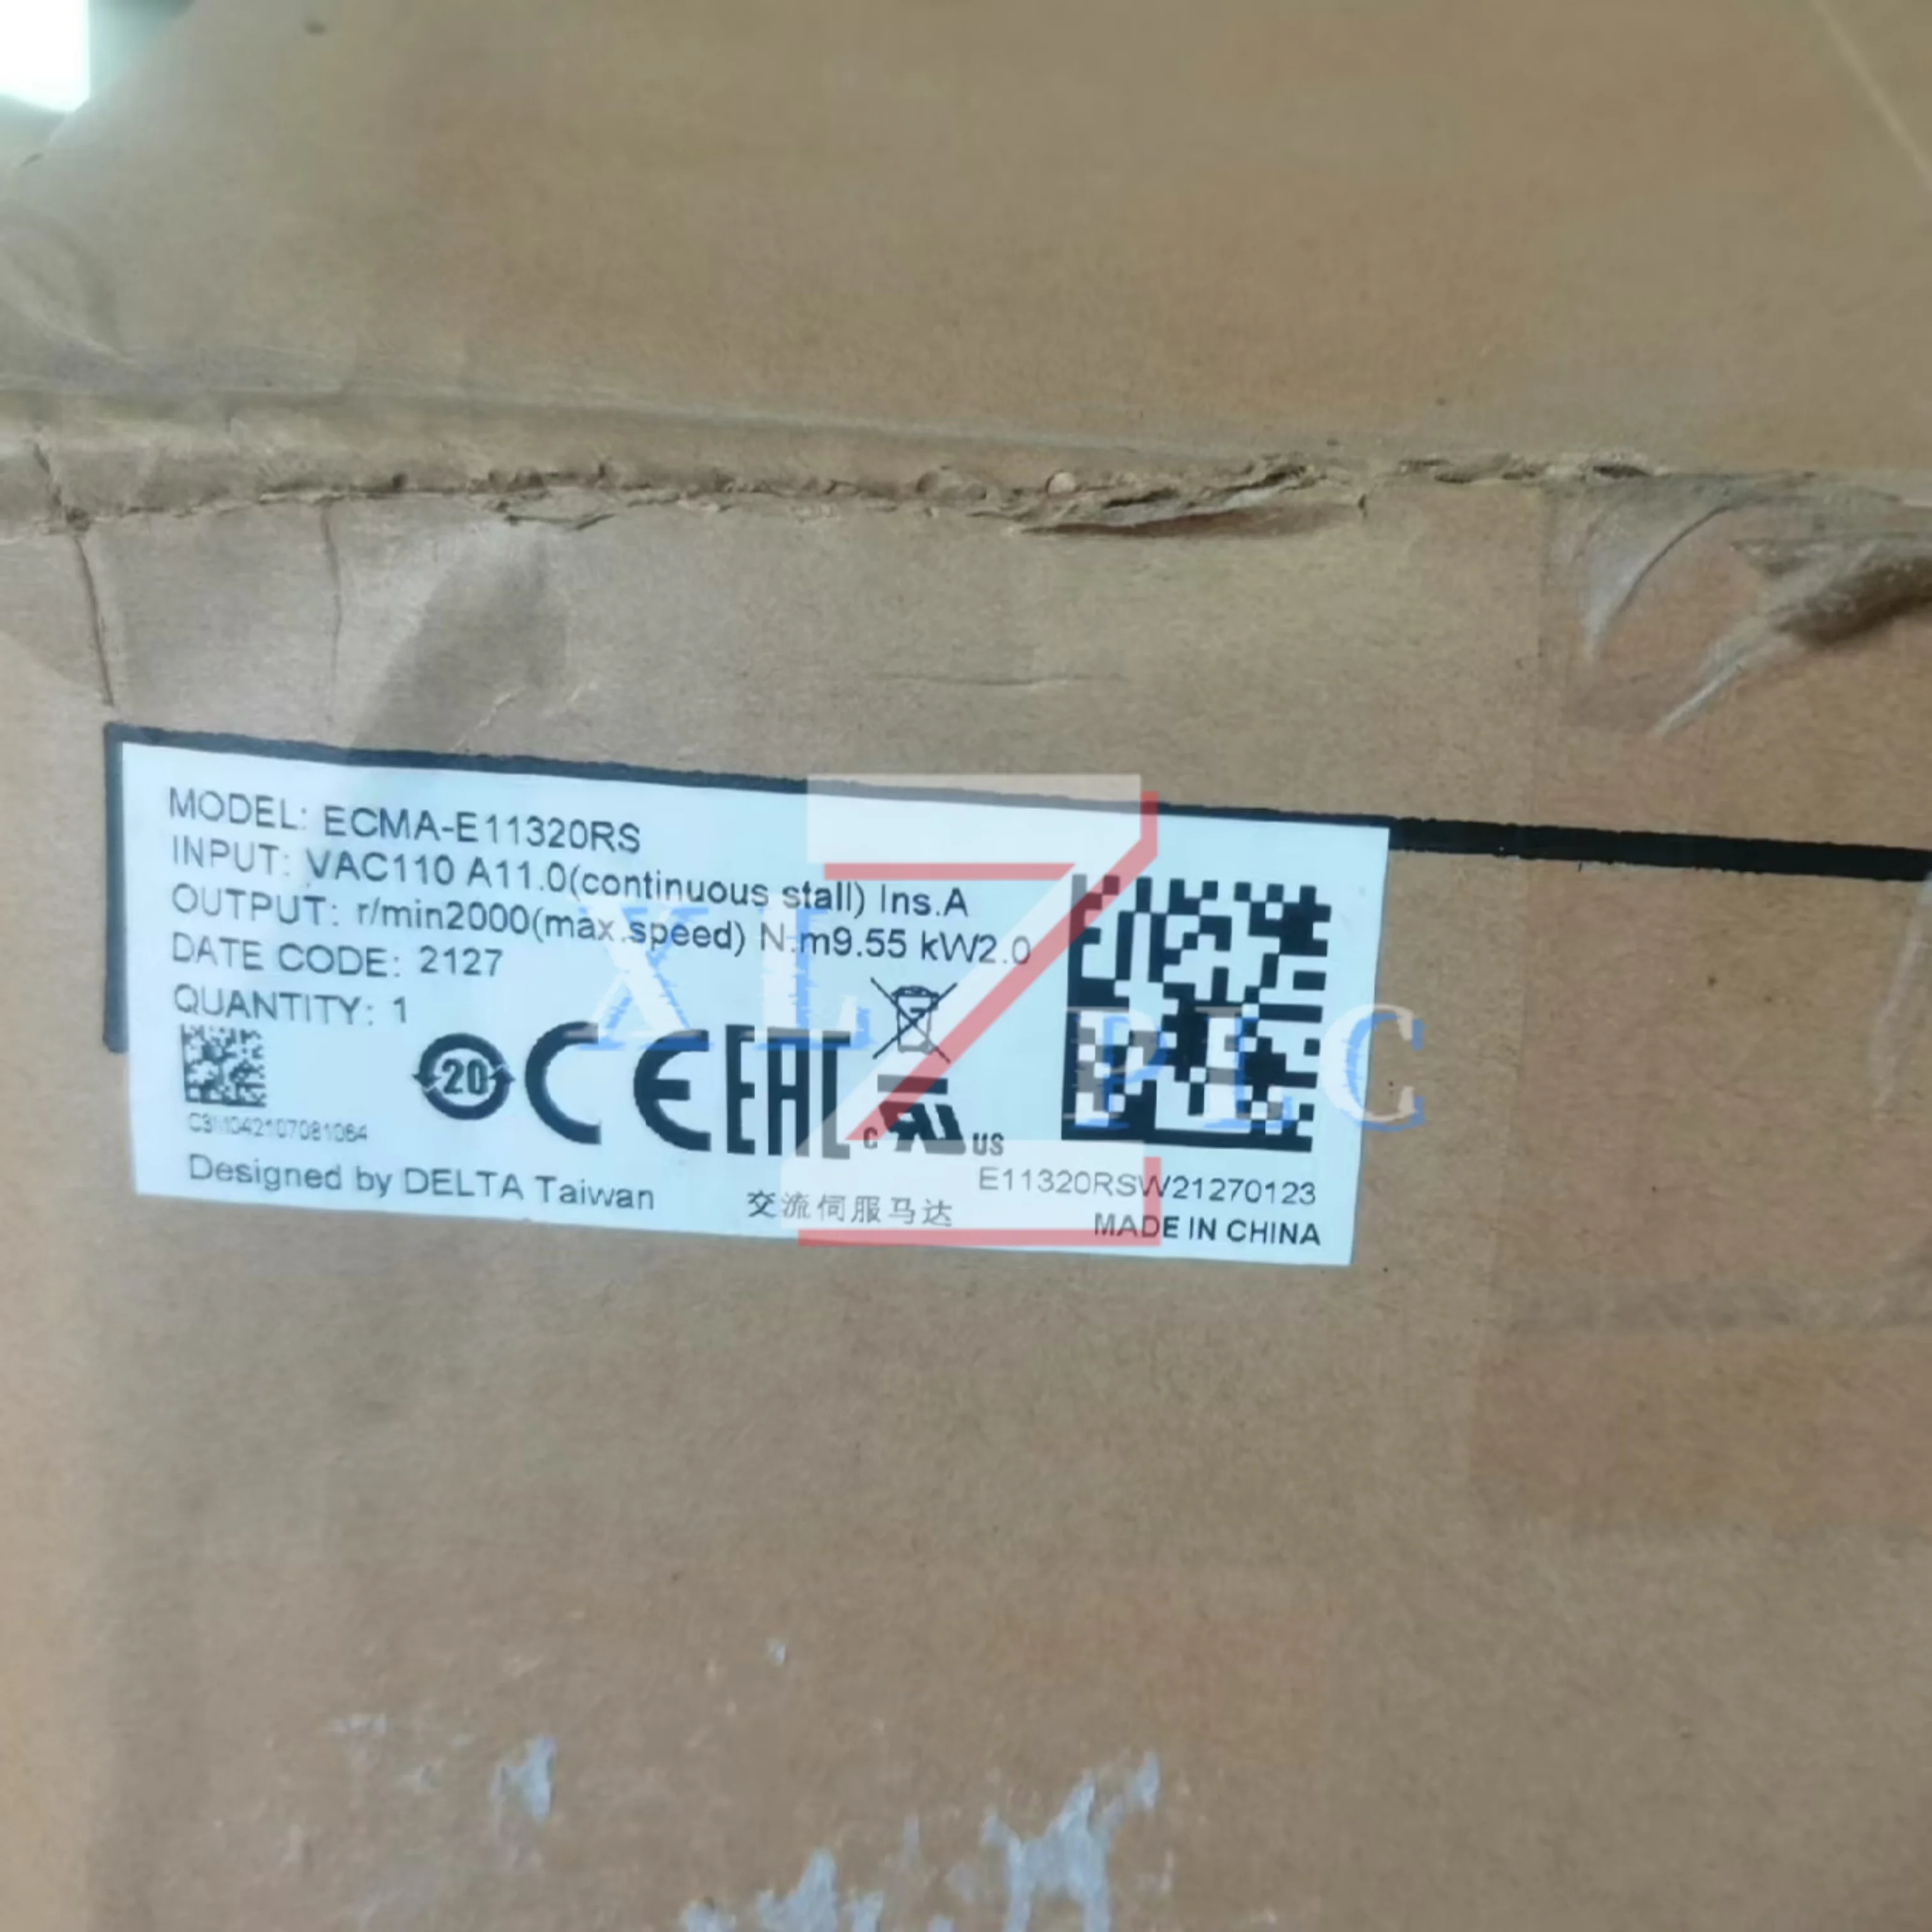 MODEL: ECMA-E11320RS
INPUT: VAC110 A11.0(continuous stall) Ins.A
OUTPUT: r/min2000(max.speed) N.m9.55 kW2.0
DATE CODE: 2127
QUANTITY: 1
20
CE
EAC
c
US
XL
Z
PLC
Designed by DELTA Taiwan
交流伺服马达
E11320RSW21270123
MADE IN CHINA